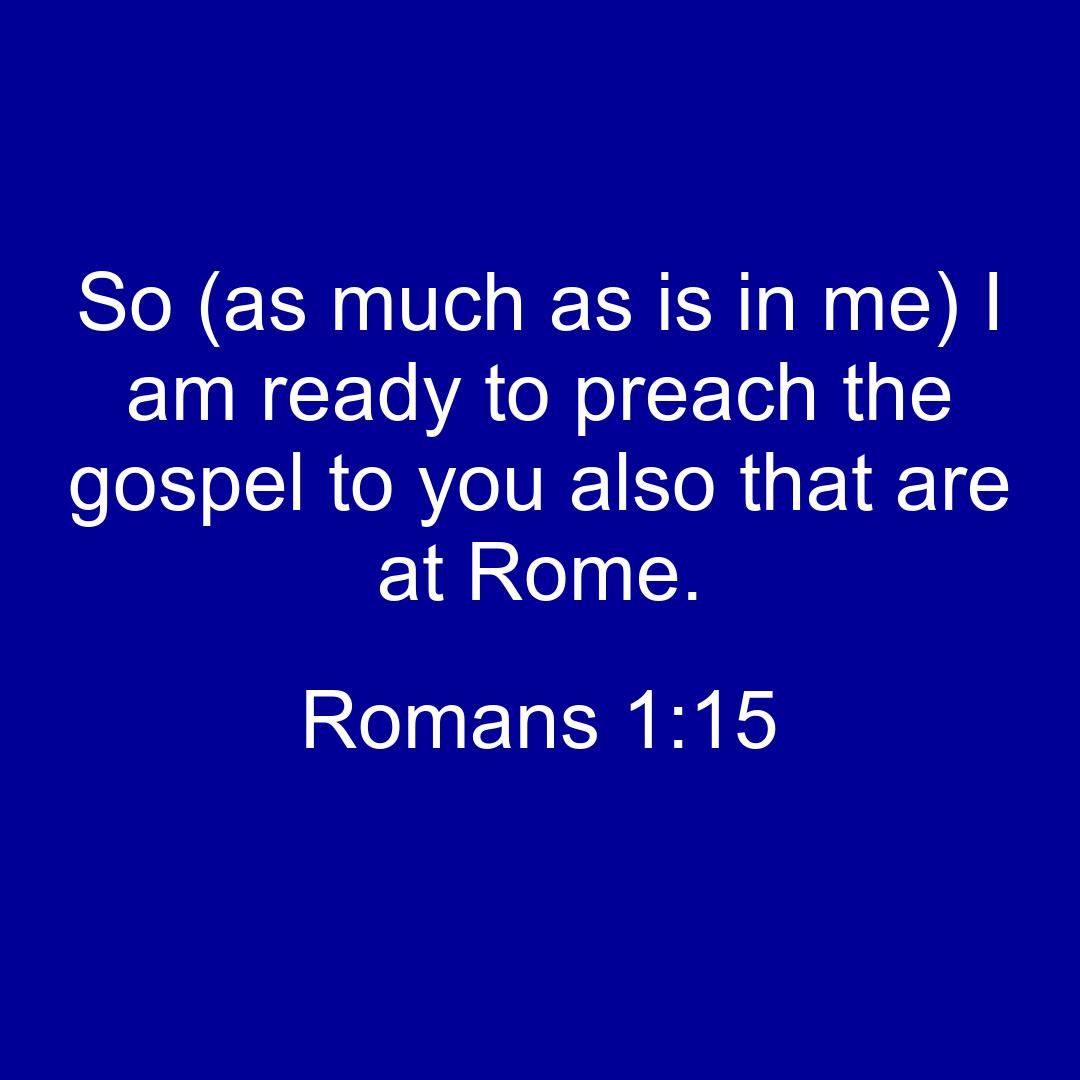 So (as much as is in me) I
am ready to preach the
gospel to you also that are
at Rome.
Romans 1:15